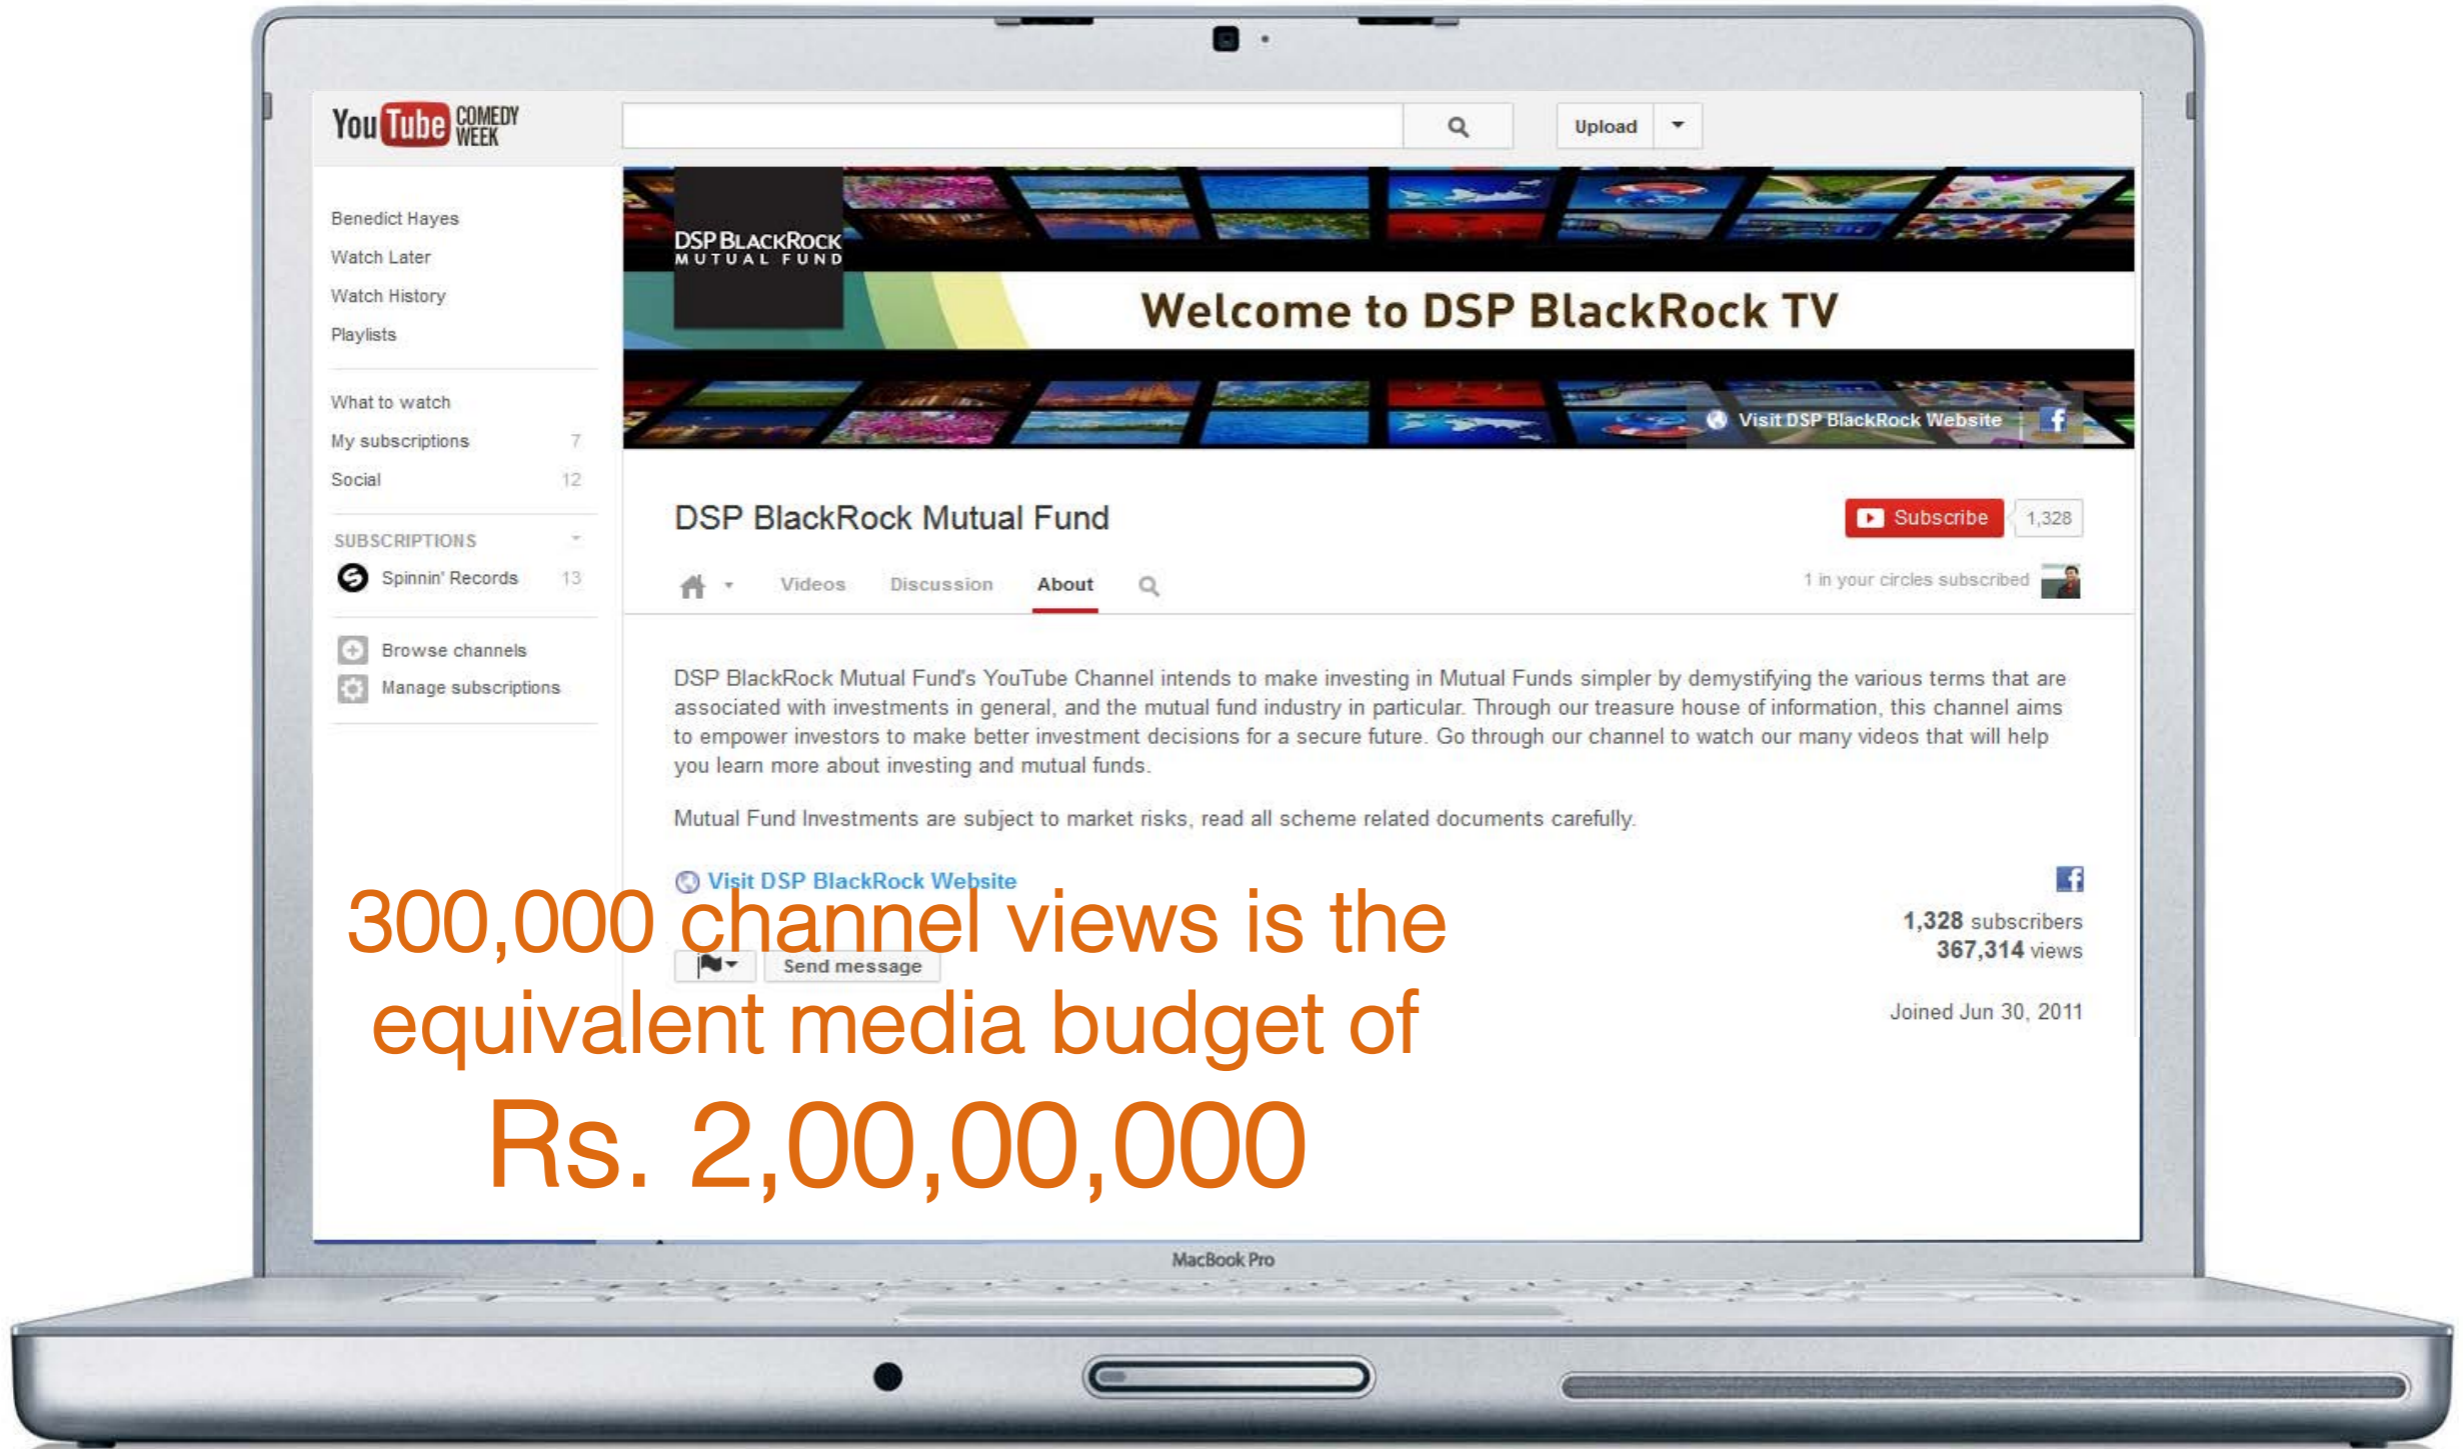 YouTube COMEDY WEEK
Upload
Benedict Hayes
Watch Later
Watch History
Playlists
What to watch
My subscriptions 7
Social 12
SUBSCRIPTIONS
Spinnin' Records 13
Browse channels
Manage subscriptions
DSP BLACKROCK
MUTUAL FUND
Welcome to DSP BlackRock TV
Visit DSP BlackRock Website f
DSP BlackRock Mutual Fund
Subscribe 1,328
Videos Discussion About
1 in your circles subscribed
DSP BlackRock Mutual Fund's YouTube Channel intends to make investing in Mutual Funds simpler by demystifying the various terms that are
associated with investments in general, and the mutual fund industry in particular. Through our treasure house of information, this channel aims
to empower investors to make better investment decisions for a secure future. Go through our channel to watch our many videos that will help
you learn more about investing and mutual funds.
Mutual Fund Investments are subject to market risks, read all scheme related documents carefully.
Visit DSP BlackRock Website
f
1,328 subscribers
367,314 views
Joined Jun 30, 2011
Send message
300,000 channel views is the
equivalent media budget of
Rs. 2,00,00,000
MacBook Pro